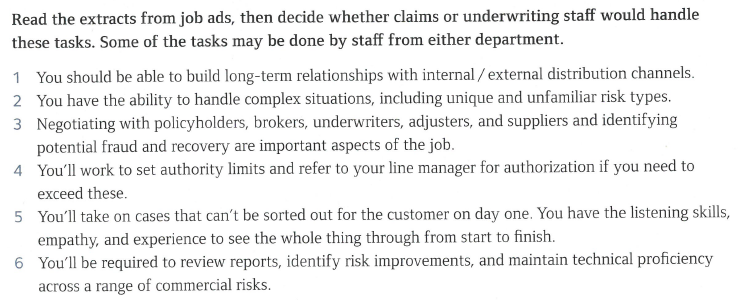 Read the extracts from job ads, then decide whether claims or underwriting staff would handle
these tasks. Some of the tasks may be done by staff from either department.
1 You should be able to build long-term relationships with internal / external distribution channels.
2 You have the ability to handle complex situations, including unique and unfamiliar risk types.
3 Negotiating with policyholders, brokers, underwriters, adjusters, and suppliers and identifying
potential fraud and recovery are important aspects of the job.
4 You'll work to set authority limits and refer to your line manager for authorization if you need to
exceed these.
5 You'll take on cases that can't be sorted out for the customer on day one. You have the listening skills,
empathy, and experience to see the whole thing through from start to finish.
6 You'll be required to review reports, identify risk improvements, and maintain technical proficiency
across a range of commercial risks.